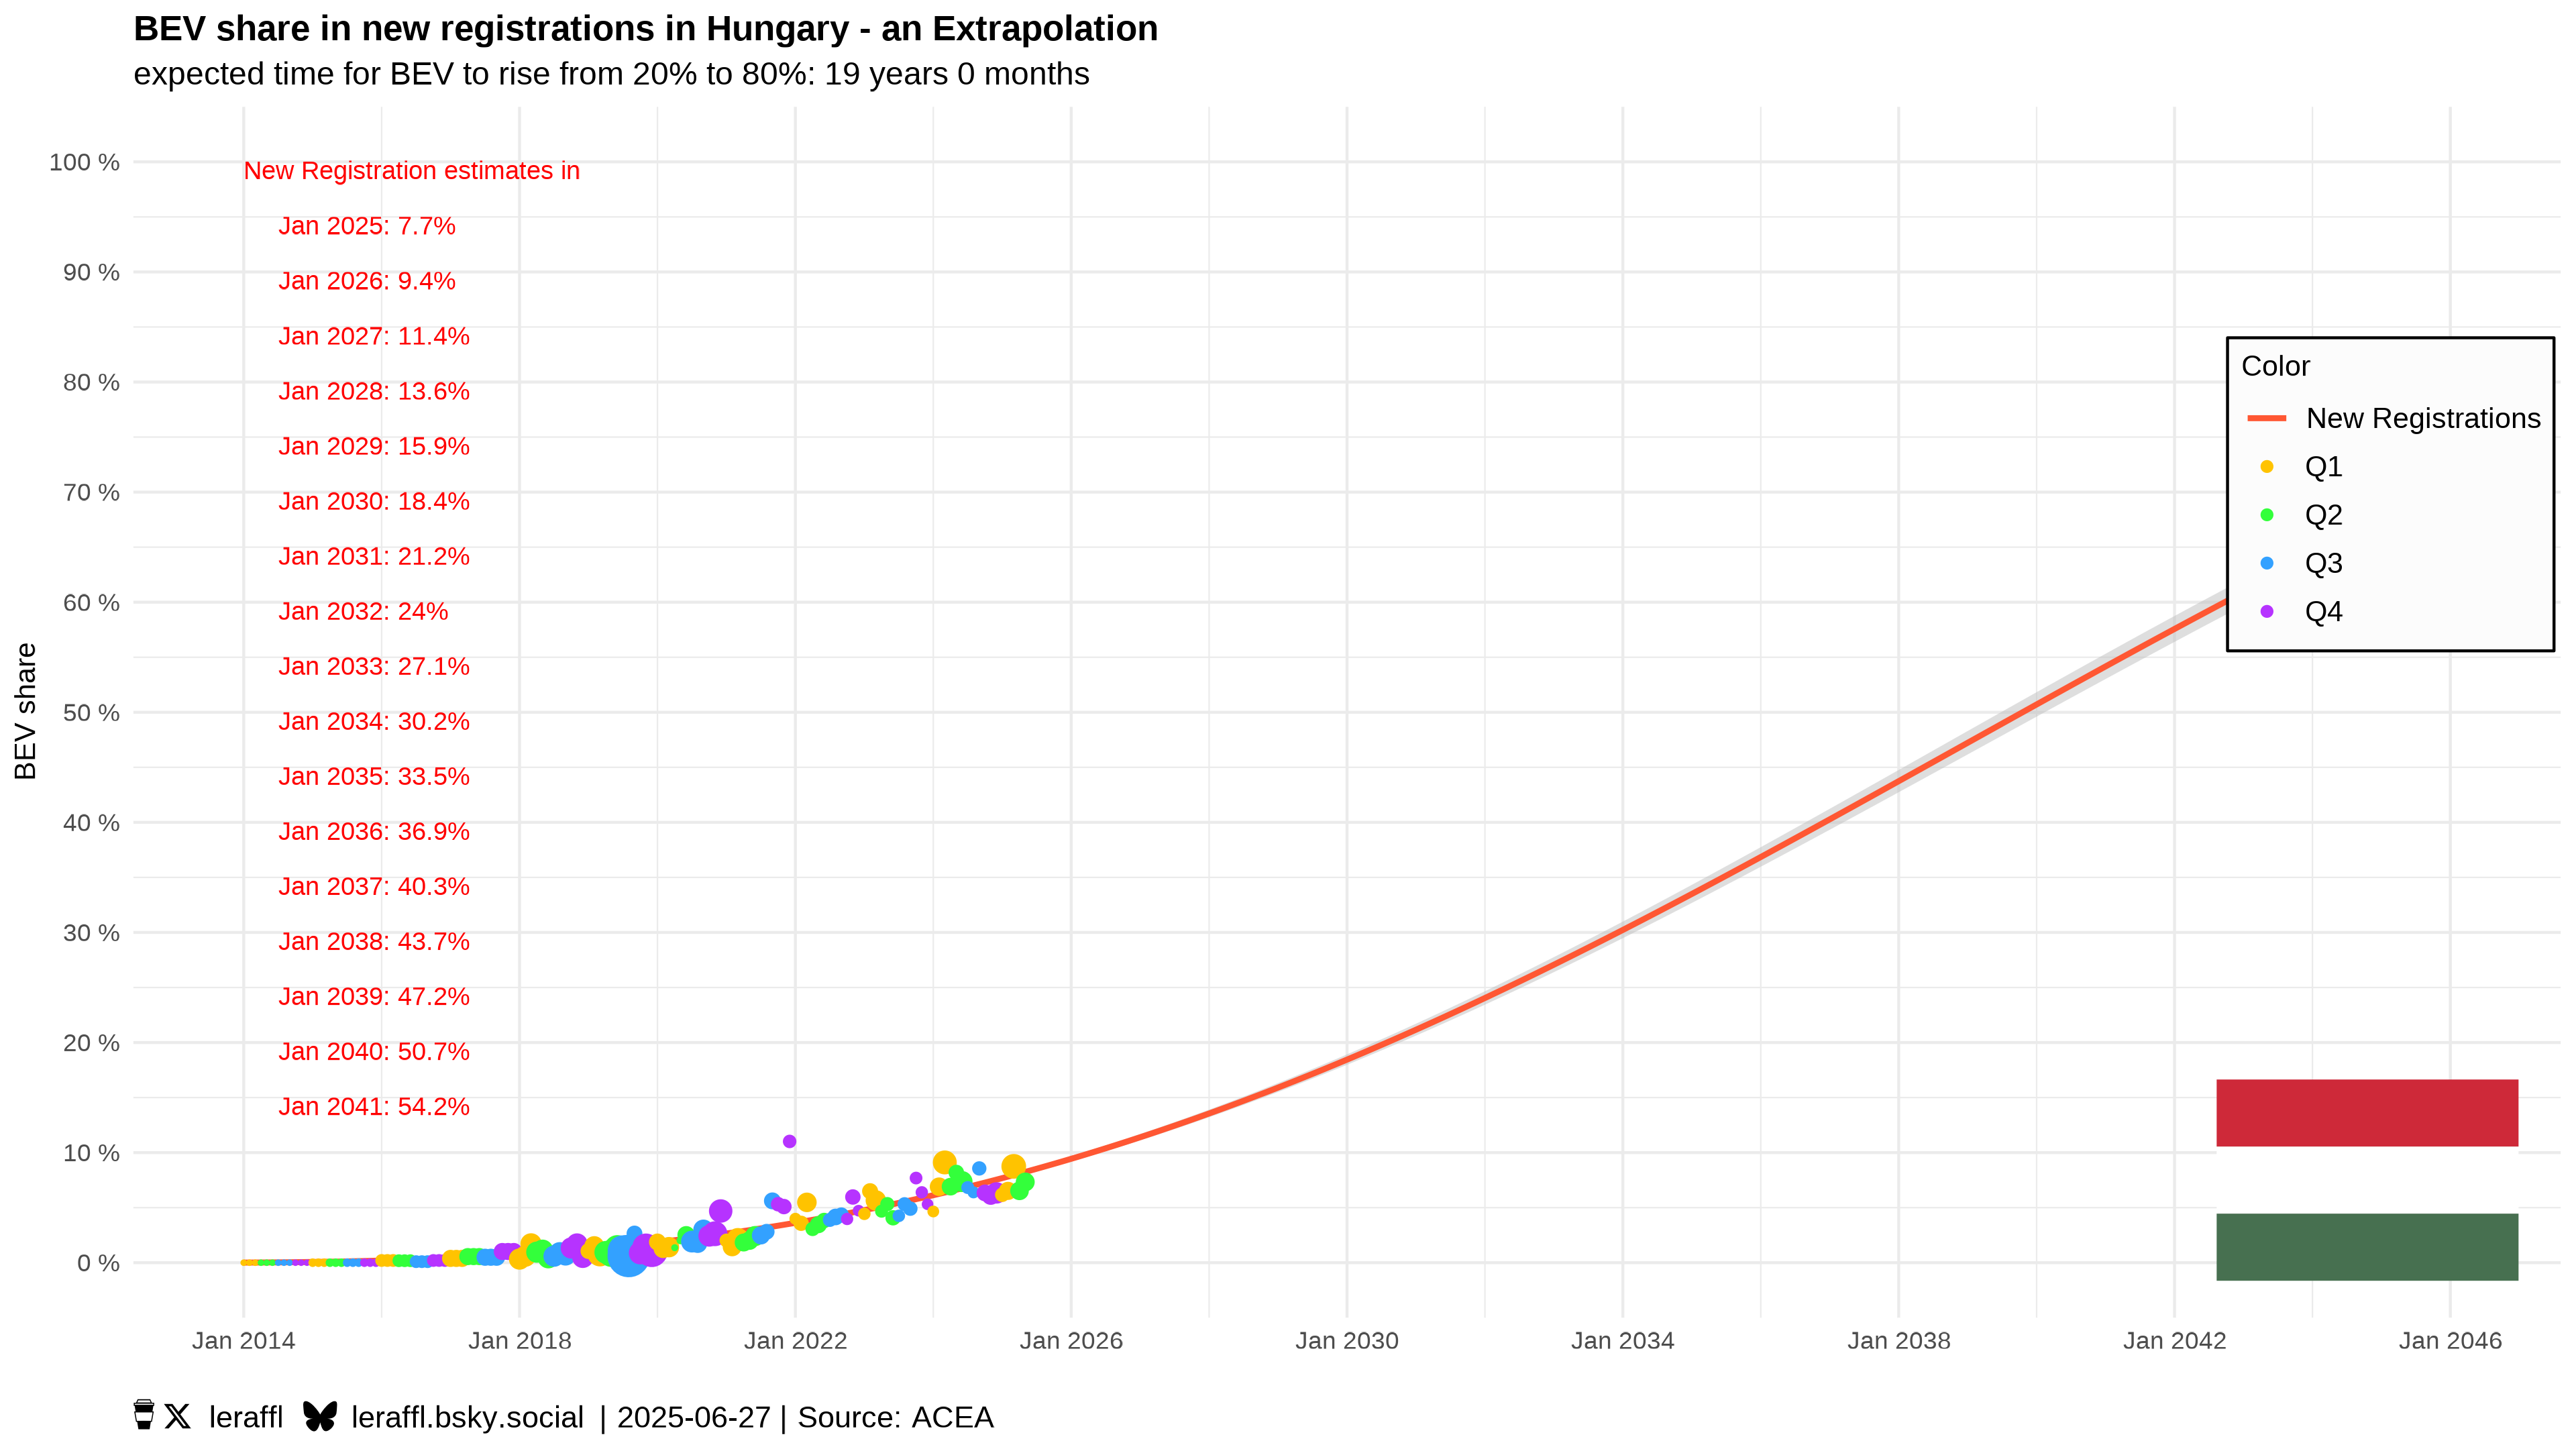 BEV share in new registrations in Hungary - an Extrapolation
expected time for BEV to rise from 20% to 80%: 19 years 0 months
BEV share
100 %
90 %
80 %
70 %
60 %
50 %
40 %
30 %
20 %
10 %
0 %
New Registration estimates in
Jan 2025: 7.7%
Jan 2026: 9.4%
Jan 2027: 11.4%
Jan 2028: 13.6%
Jan 2029: 15.9%
Jan 2030: 18.4%
Jan 2031: 21.2%
Jan 2032: 24%
Jan 2033: 27.1%
Jan 2034: 30.2%
Jan 2035: 33.5%
Jan 2036: 36.9%
Jan 2037: 40.3%
Jan 2038: 43.7%
Jan 2039: 47.2%
Jan 2040: 50.7%
Jan 2041: 54.2%
Color
New Registrations
Q1
Q2
Q3
Q4
Jan 2014 Jan 2018 Jan 2022 Jan 2026 Jan 2030 Jan 2034 Jan 2038 Jan 2042 Jan 2046
leraffl leraffl.bsky.social | 2025-06-27 | Source: ACEA